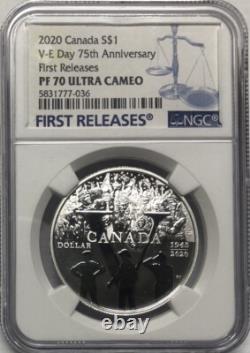 2020 Canada S$1
V-E Day 75th Anniversary
First Releases
PF 70 ULTRA CAMEO
5831777-036
FIRST RELEASES®
NGC®
DOLLAR
CANADA
1945
2020
ebay